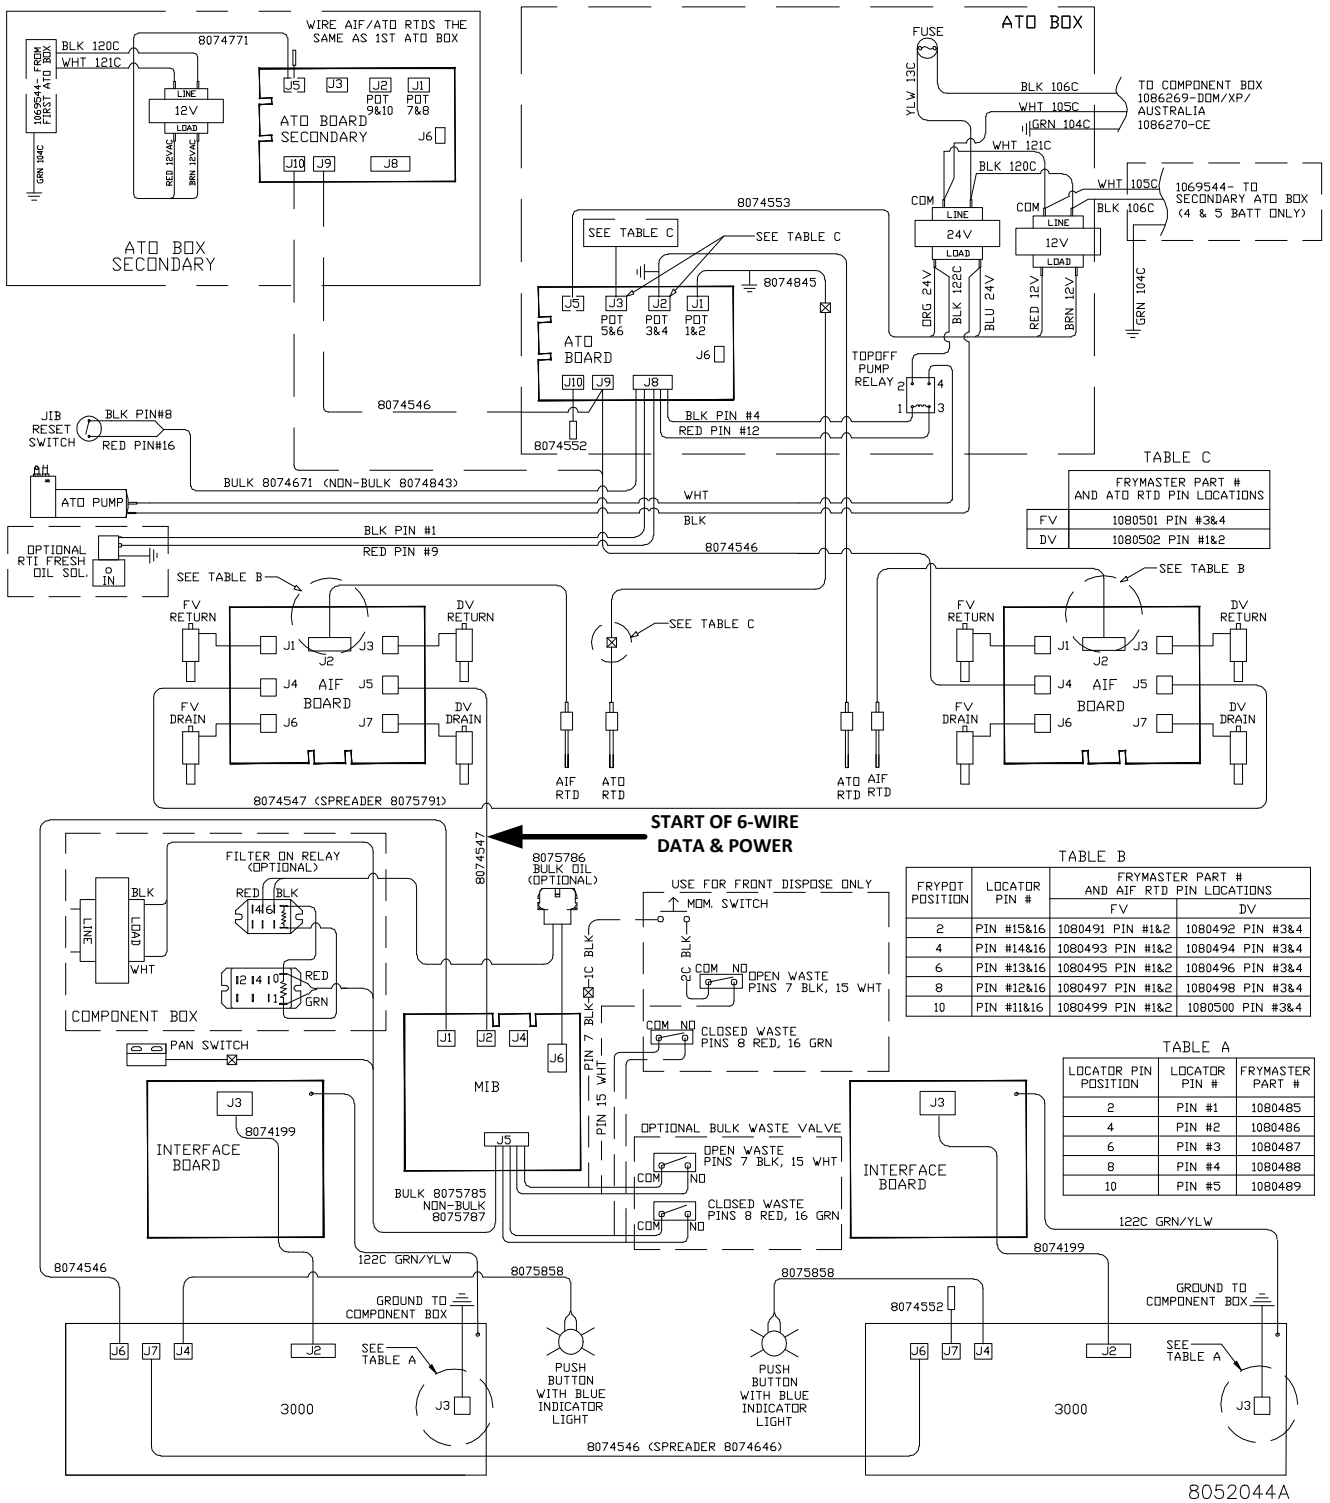 WIRE AIF/ATO RTDS THE
SAME AS 1ST ATO BOX
8074771
1069544- FROM
FIRST ATO BOX
BLK 120C
WHT 121C
GRN 104C
LINE
12V
LOAD
RED 12VAC
BRN 12VAC
J5
J3
J2
J1
POT
9&10
POT
7&8
ATO BOARD
SECONDARY
J6
J10
J9
J8
ATO BOX
SECONDARY
ATO BOX
FUSE
YLW 13C
BLK 106C
WHT 105C
GRN 104C
TO COMPONENT BOX
1086269-DOM/XP/
AUSTRALIA
1086270-CE
WHT 121C
BLK 120C
WHT 105C
BLK 106C
1069544- TO
SECONDARY ATO BOX
(4 & 5 BATT ONLY)
GRN 104C
COM
LINE
24V
LOAD
COM
LINE
12V
LOAD
ORG 24V
BLK 122C
BLU 24V
RED 12V
BRN 12V
8074553
SEE TABLE C
SEE TABLE C
8074845
J5
J3
J2
J1
POT
5&6
POT
3&4
POT
1&2
ATO
BOARD
J6
J10
J9
J8
TOPOFF
PUMP
RELAY
2
4
1
3
BLK PIN #4
RED PIN #12
8074546
8074552
JIB
RESET
SWITCH
BLK PIN#8
RED PIN#16
BULK 8074671 (NON-BULK 8074843)
AH
ATO PUMP
WHT
BLK
OPTIONAL
RTI FRESH
OIL SOL.
IN
BLK PIN #1
RED PIN #9
8074546
TABLE C
FRYMASTER PART #
AND ATO RTD PIN LOCATIONS
FV 1080501 PIN #3&4
DV 1080502 PIN #1&2
SEE TABLE B
FV
RETURN
DV
RETURN
J1
J2
J3
J4
AIF
BOARD
J5
J6
J7
FV
DRAIN
DV
DRAIN
SEE TABLE C
SEE TABLE B
FV
RETURN
DV
RETURN
J1
J2
J3
J4
AIF
BOARD
J5
J6
J7
FV
DRAIN
DV
DRAIN
AIF
RTD
ATO
RTD
ATO
RTD
AIF
RTD
8074547 (SPREADER 8075791)
8074547
START OF 6-WIRE
DATA & POWER
FILTER ON RELAY
(OPTIONAL)
RED
BLK
4
6
LINE
LOAD
BLK
WHT
RED
GRN
COMPONENT BOX
PAN SWITCH
8075786
BULK OIL
(OPTIONAL)
USE FOR FRONT DISPOSE ONLY
MOM. SWITCH
1C BLK
2C BLK
COM
NO
OPEN WASTE
PINS 7 BLK, 15 WHT
COM
NO
CLOSED WASTE
PINS 8 RED, 16 GRN
PIN 7 BLK
PIN 15 WHT
J1
J2
J4
J6
MIB
J5
BULK 8075785
NON-BULK
8075787
OPTIONAL BULK WASTE VALVE
OPEN WASTE
PINS 7 BLK, 15 WHT
COM
NO
CLOSED WASTE
PINS 8 RED, 16 GRN
COM
NO
TABLE B
FRYPOT
POSITION
LOCATOR
PIN #
FRYMASTER PART #
AND AIF RTD PIN LOCATIONS
FV
DV
2 PIN #15&16 1080491 PIN #1&2 1080492 PIN #3&4
4 PIN #14&16 1080493 PIN #1&2 1080494 PIN #3&4
6 PIN #13&16 1080495 PIN #1&2 1080496 PIN #3&4
8 PIN #12&16 1080497 PIN #1&2 1080498 PIN #3&4
10 PIN #11&16 1080499 PIN #1&2 1080500 PIN #3&4
TABLE A
LOCATOR PIN
POSITION
LOCATOR
PIN #
FRYMASTER
PART #
2 PIN #1 1080485
4 PIN #2 1080486
6 PIN #3 1080487
8 PIN #4 1080488
10 PIN #5 1080489
J3
8074199
INTERFACE
BOARD
122C GRN/YLW
J3
INTERFACE
BOARD
8074199
122C GRN/YLW
8074546
8075858
GROUND TO
COMPONENT BOX
J6
J7
J4
J2
SEE
TABLE A
J3
3000
PUSH
BUTTON
WITH BLUE
INDICATOR
LIGHT
8075858
PUSH
BUTTON
WITH BLUE
INDICATOR
LIGHT
8074552
GROUND TO
COMPONENT BOX
J6
J7
J4
J2
SEE
TABLE A
J3
3000
8074546 (SPREADER 8074646)
8052044A